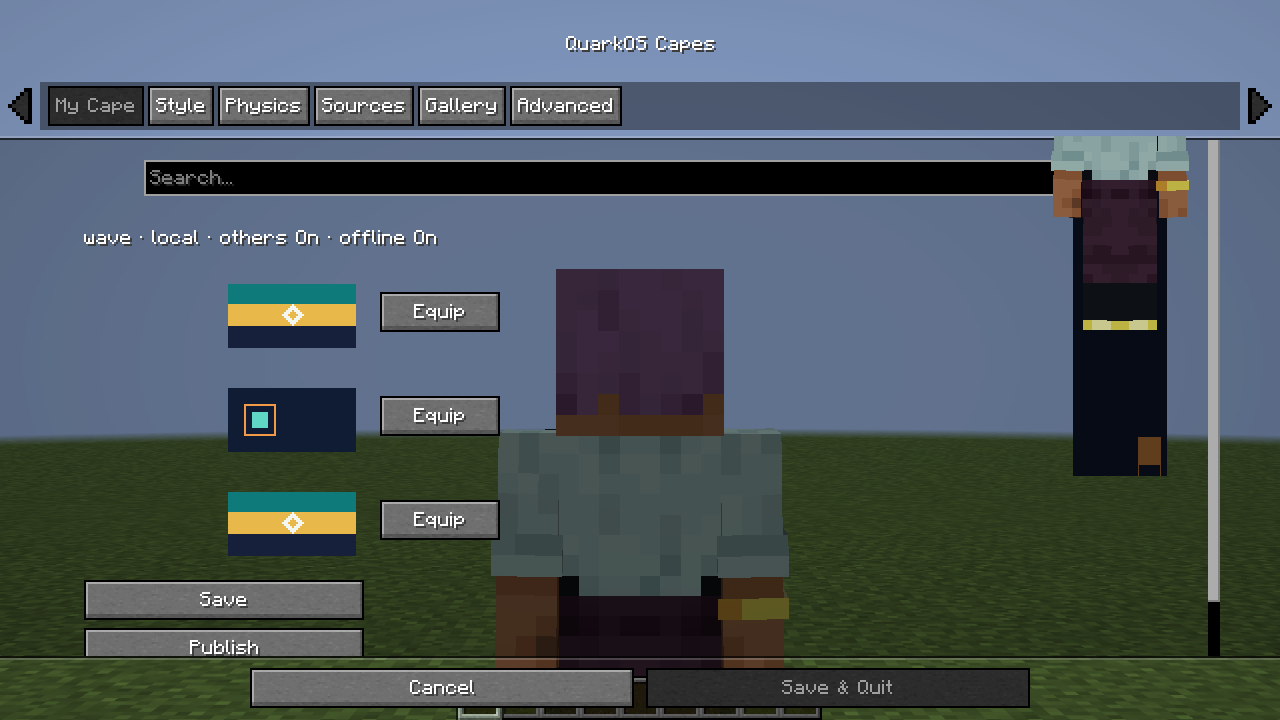 QuarkOS Capes
My Cape Style Physics Sources Gallery Advanced
Search...
wave · local · others On · offline On
Equip
Equip
Equip
Save
Publish
Cancel Save & Quit